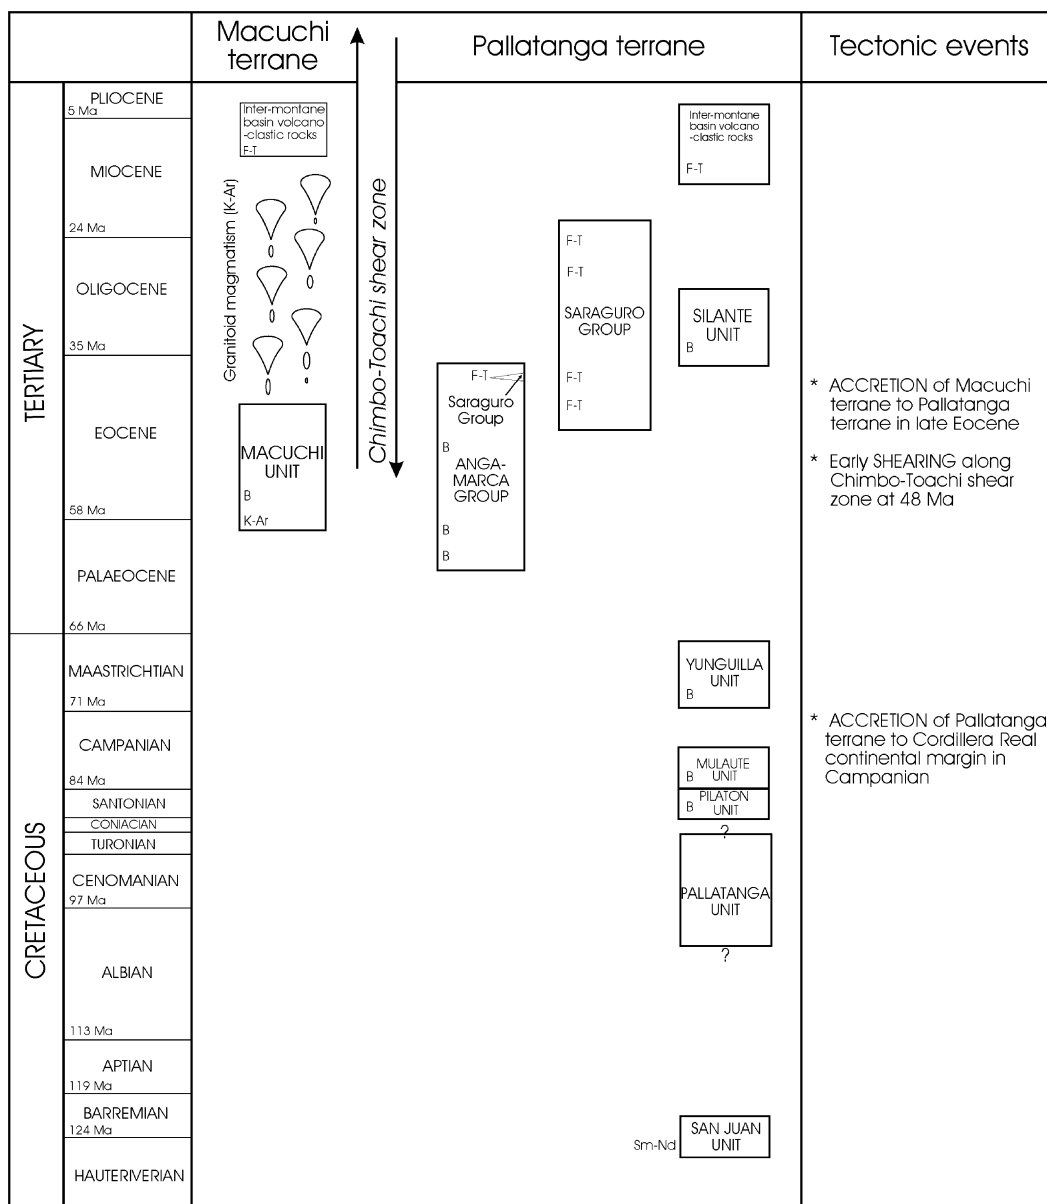 Macuchi
terrane
Pallatanga terrane
Tectonic events
TERTIARY
CRETACEOUS
PLIOCENE
5 Ma
MIOCENE
24 Ma
OLIGOCENE
35 Ma
EOCENE
58 Ma
PALAEOCENE
66 Ma
MAASTRICHTIAN
71 Ma
CAMPANIAN
84 Ma
SANTONIAN
CONIACIAN
TURONIAN
CENOMANIAN
97 Ma
ALBIAN
113 Ma
APTIAN
119 Ma
BARREMIAN
124 Ma
HAUTERIVERIAN
Inter-montane
basin volcano
-clastic rocks
F-T
Granitoid magmatism (K-Ar)
MACUCHI
UNIT
B
K-Ar
Chimbo-Toachi shear zone
F-T
Saraguro
Group
B
ANGA-
MARCA
GROUP
B
B
F-T
F-T
SARAGURO
GROUP
F-T
F-T
Inter-montane
basin volcano
-clastic rocks
F-T
SILANTE
UNIT
B
YUNGUILLA
UNIT
B
MULAUTE
B UNIT
PILATON
B UNIT
?
PALLATANGA
UNIT
?
Sm-Nd
SAN JUAN
UNIT
* ACCRETION of Macuchi
terrane to Pallatanga
terrane in late Eocene
* Early SHEARING along
Chimbo-Toachi shear
zone at 48 Ma
* ACCRETION of Pallatanga
terrane to Cordillera Real
continental margin in
Campanian